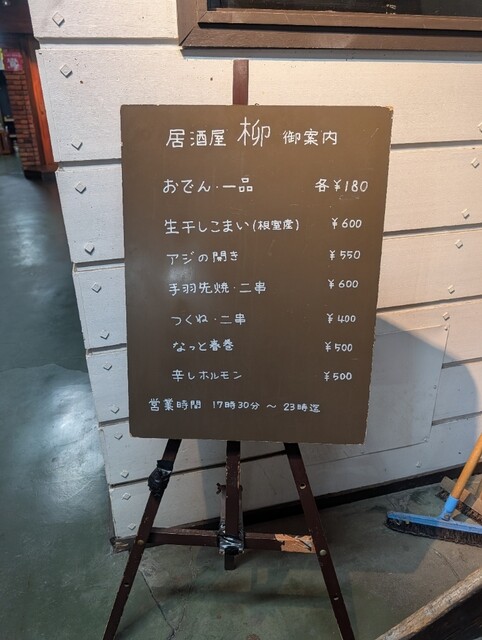 居酒屋 柳 御案内
おでん・一品 各¥180
生干しこまい(根室産) ¥600
アジの開き ¥550
手羽先焼・二串 ¥600
つくね・二串 ¥400
なっと春巻 ¥500
辛しホルモン ¥500
営業時間 17時30分 〜 23時迄